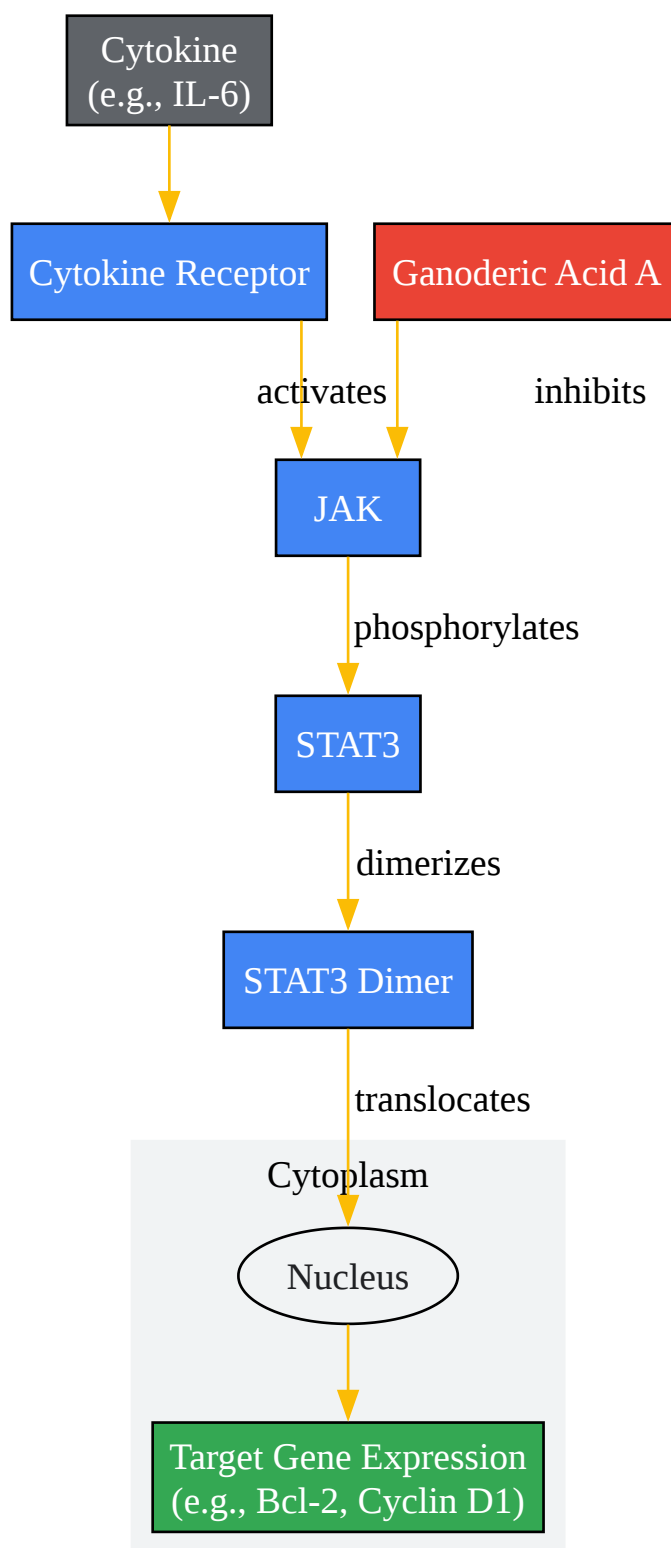 Cytokine
(e.g., IL-6)
Cytokine Receptor
Ganoderic Acid A
activates
inhibits
JAK
phosphorylates
STAT3
dimerizes
STAT3 Dimer
translocates
Cytoplasm
Nucleus
Target Gene Expression
(e.g., Bcl-2, Cyclin D1)